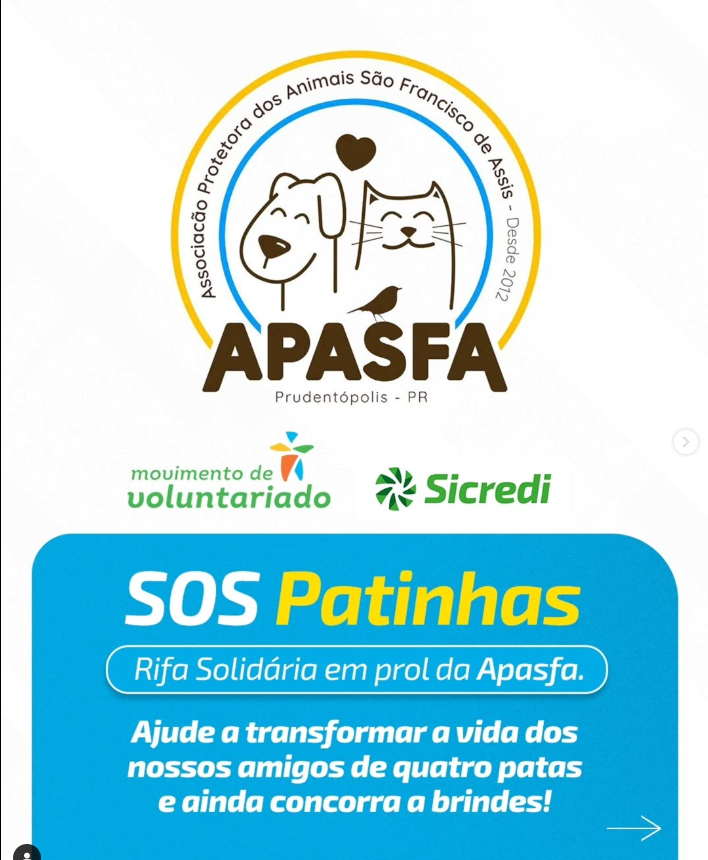 Associação Protetora dos Animais São Francisco de Assis - Desde 2012
APASFA
Prudentópolis - PR
movimento de
voluntariado
Sicredi
SOS Patinhas
Rifa Solidária em prol da Apasfa.
Ajude a transformar a vida dos
nossos amigos de quatro patas
e ainda concorra a brindes!